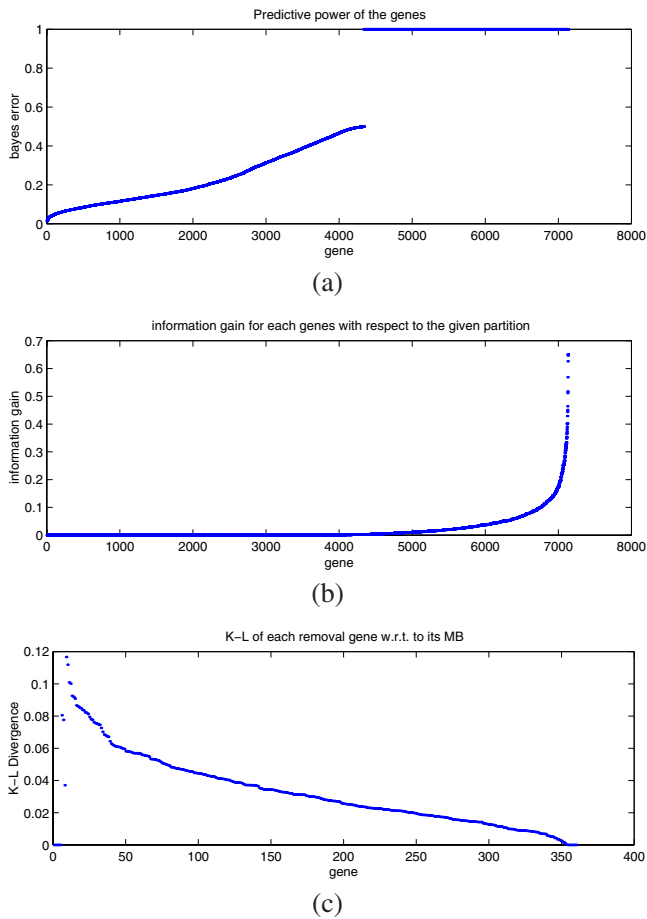 Predictive power of the genes
1
0.8
0.6
0.4
0.2
0
bayes error
0 1000 2000 3000 4000 5000 6000 7000 8000
gene
(a)
information gain for each genes with respect to the given partition
0.7
0.6
0.5
0.4
0.3
0.2
0.1
0
information gain
0 1000 2000 3000 4000 5000 6000 7000 8000
gene
(b)
K-L of each removal gene w.r.t. to its MB
0.12
0.1
0.08
0.06
0.04
0.02
0
K-L Divergence
0 50 100 150 200 250 300 350 400
gene
(c)